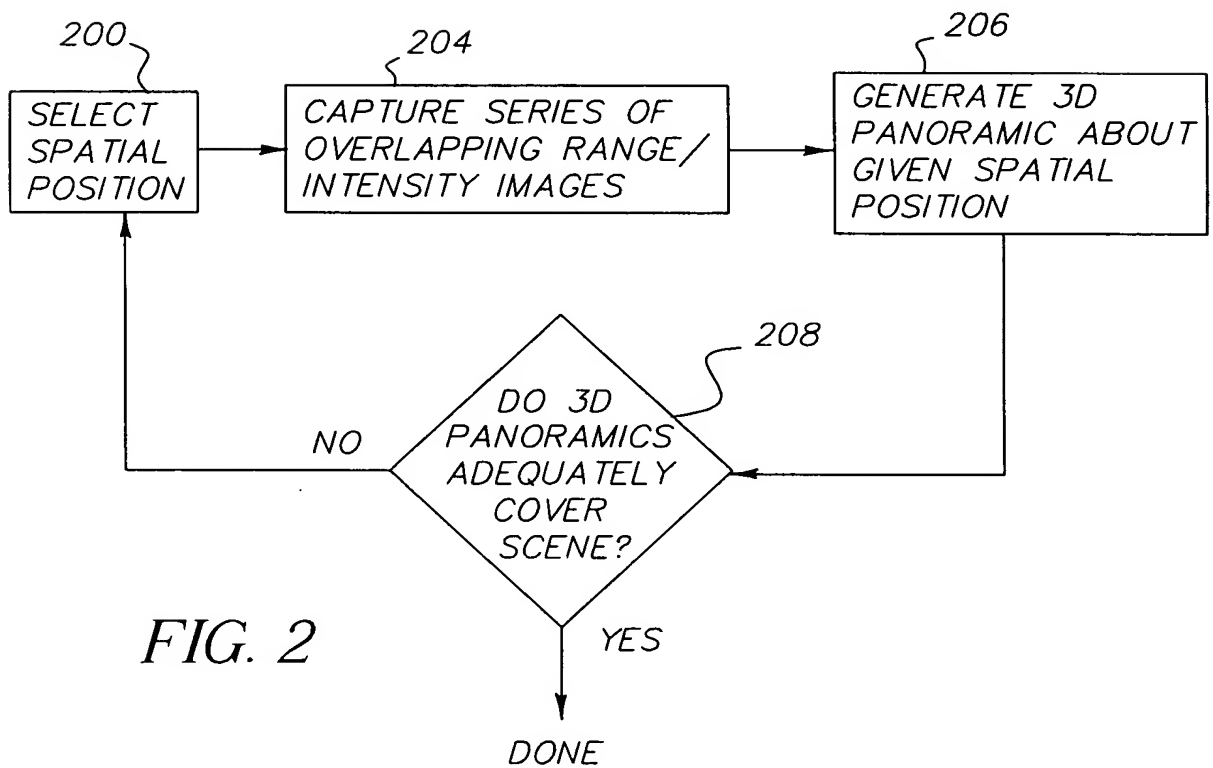 200
204
206
SELECT
SPATIAL
POSITION
CAPTURE SERIES OF
OVERLAPPING RANGE/
INTENSITY IMAGES
GENERATE 3D
PANORAMIC ABOUT
GIVEN SPATIAL
POSITION
208
DO 3D
PANORAMICS
ADEQUATELY
COVER
SCENE?
NO
YES
FIG. 2
DONE